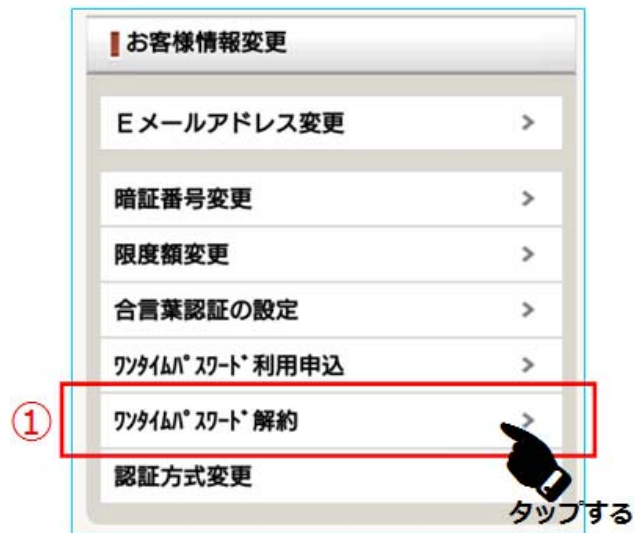 お客様情報変更
Eメールアドレス変更
暗証番号変更
限度額変更
合言葉認証の設定
ﾜﾝﾀｲﾑﾊﾟｽﾜｰﾄﾞ利用申込
① ﾜﾝﾀｲﾑﾊﾟｽﾜｰﾄﾞ解約
認証方式変更
タップする